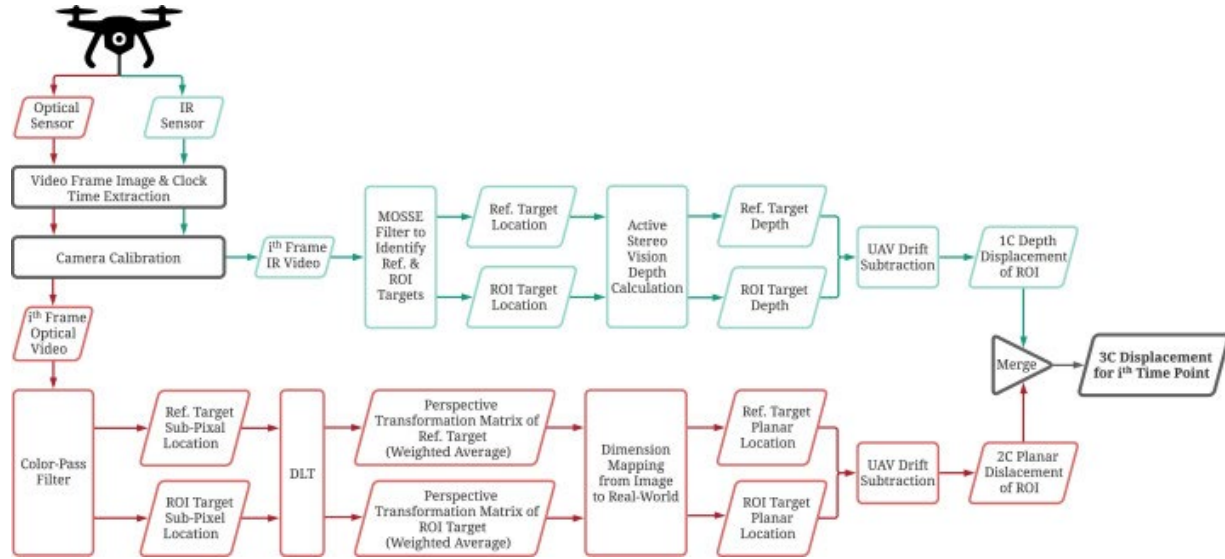 Optical
Sensor
IR
Sensor
Video Frame Image & Clock
Time Extraction
Camera Calibration
ith Frame
IR Video
MOSSE
Filter to
Identify
Ref. &
ROI
Targets
Ref. Target
Location
ROI Target
Location
Active
Stereo
Vision
Depth
Calculation
Ref. Target
Depth
ROI Target
Depth
UAV Drift
Subtraction
1C Depth
Displacement
of ROI
ith Frame
Optical
Video
Merge
3C Displacement
for ith Time Point
Color-Pass
Filter
Ref. Target
Sub-Pixal
Location
ROI Target
Sub-Pixel
Location
DLT
Perspective
Transformation Matrix of
Ref. Target
(Weighted Average)
Perspective
Transformation Matrix of
ROI Target
(Weighted Average)
Dimension
Mapping
from Image
to Real-World
Ref. Target
Planar
Location
ROI Target
Planar
Location
UAV Drift
Subtraction
2C Planar
Dislacement
of ROI